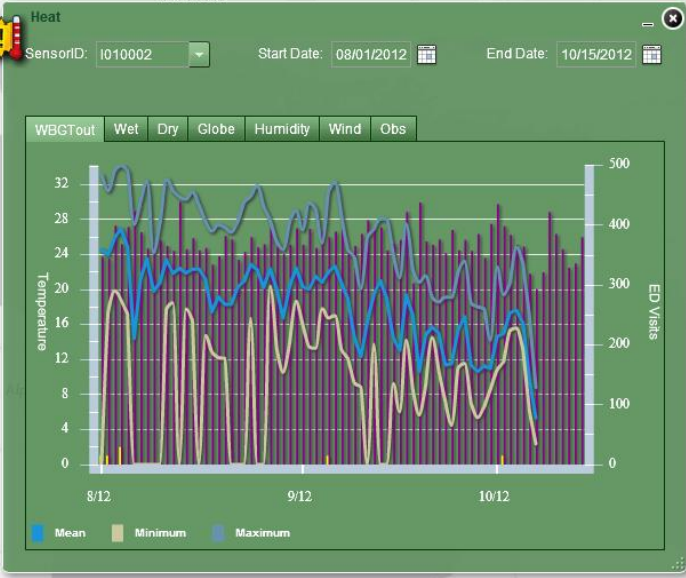 Heat
SensorID: I010002 Start Date: 08/01/2012 End Date: 10/15/2012
WBGTout Wet Dry Globe Humidity Wind Obs
32
28
24
20
16
12
8
4
0
Temperature
500
400
300
200
100
0
ED Visits
8/12 9/12 10/12
Mean Minimum Maximum